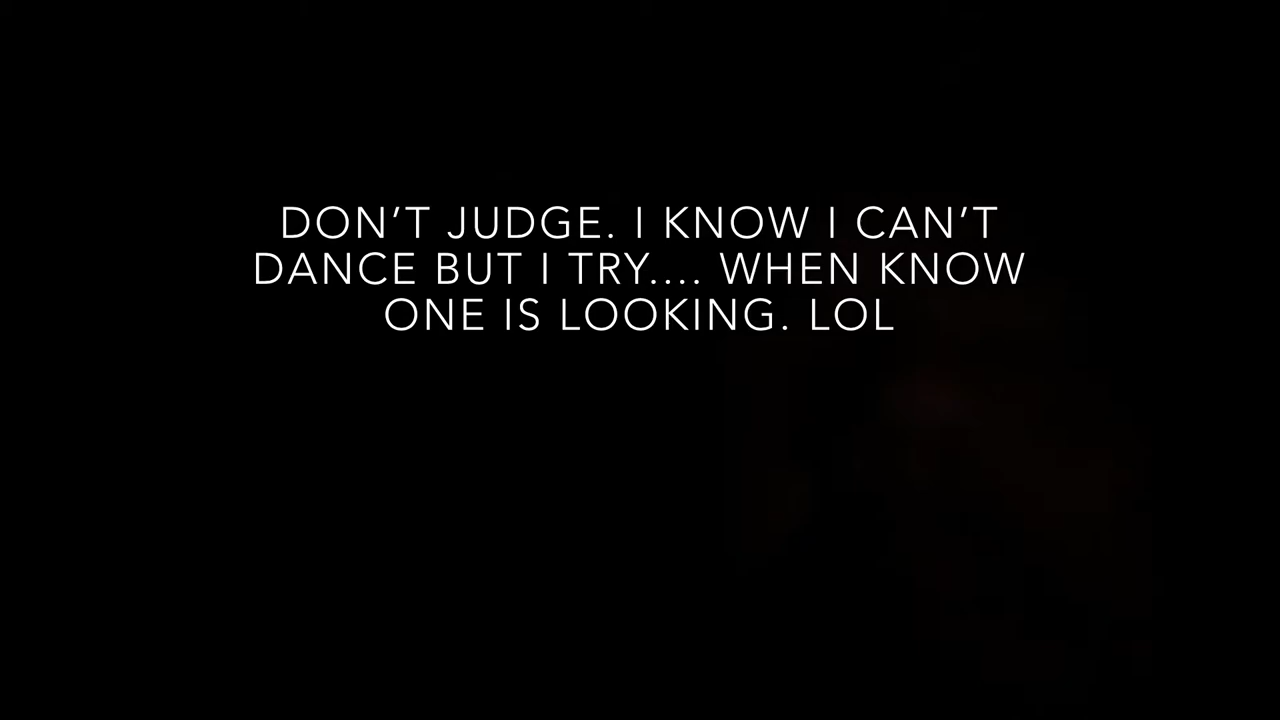 DON’T JUDGE. I KNOW I CAN’T
DANCE BUT I TRY.... WHEN KNOW
ONE IS LOOKING. LOL